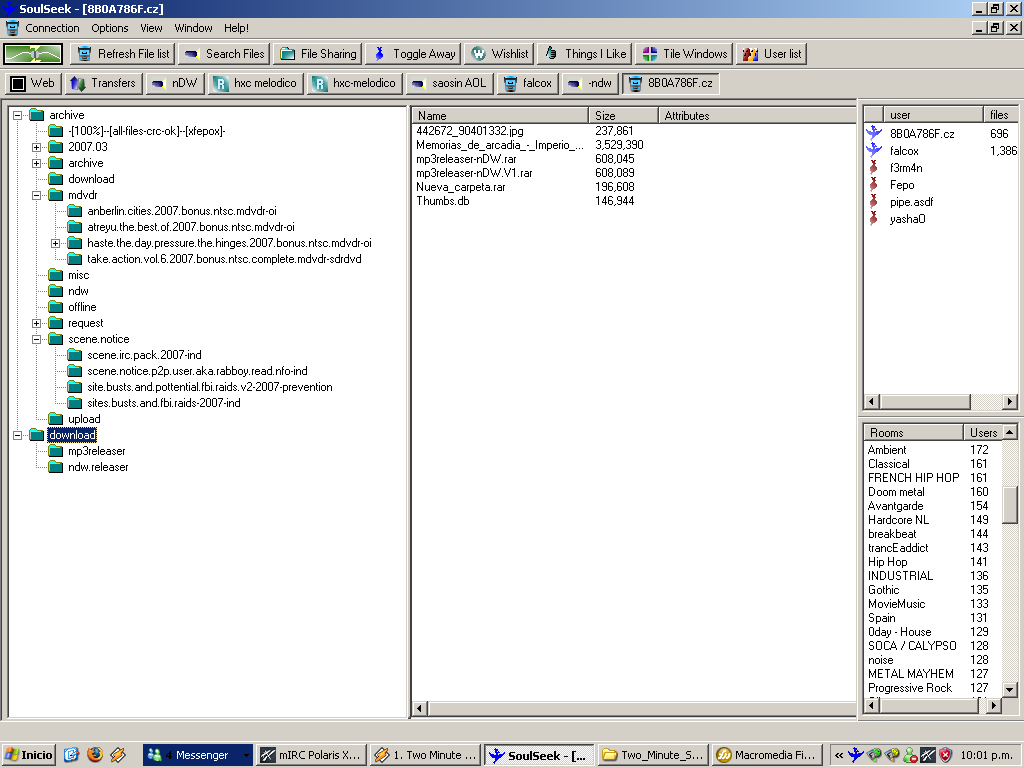 SoulSeek - [8B0A786F.cz]
Connection Options View Window Help!
Refresh File list Search Files File Sharing Toggle Away Wishlist Things I Like Tile Windows User list
Web Transfers nDW hxc melodico hxc-melodico saosin AOL falcox -ndw 8B0A786F.cz
archive
-[100%]--[all-files-crc-ok]--[xfepox]-
2007.03
archive
download
mdvdr
anberlin.cities.2007.bonus.ntsc.mdvdr-oi
atreyu.the.best.of.2007.bonus.ntsc.mdvdr-oi
haste.the.day.pressure.the.hinges.2007.bonus.ntsc.mdvdr-oi
take.action.vol.6.2007.bonus.ntsc.complete.mdvdr-sdrdvd
misc
ndw
offline
request
scene.notice
scene.irc.pack.2007-ind
scene.notice.p2p.user.aka.rabboy.read.nfo-ind
site.busts.and.pottential.fbi.raids.v2-2007-prevention
sites.busts.and.fbi.raids-2007-ind
upload
download
mp3releaser
ndw.releaser
Name Size Attributes
442672_90401332.jpg 237,861
Memorias_de_arcadia_-_Imperio_... 3,529,390
mp3releaser-nDW.rar 608,045
mp3releaser-nDW.V1.rar 608,089
Nueva_carpeta.rar 196,608
Thumbs.db 146,944
user files
8B0A786F.cz 696
falcox 1,386
f3rm4n
Fepo
pipe.asdf
yasha0
Rooms Users
Ambient 172
Classical 161
FRENCH HIP HOP 161
Doom metal 160
Avantgarde 154
Hardcore NL 149
breakbeat 144
trancEaddict 143
Hip Hop 141
INDUSTRIAL 136
Gothic 135
MovieMusic 133
Spain 131
0day - House 129
SOCA / CALYPSO 128
noise 128
METAL MAYHEM 127
Progressive Rock 127
Inicio 4 Messenger mIRC Polaris X... 1. Two Minute ... SoulSeek - [... Two_Minute_S... Macromedia Fi... « 10:01 p.m.